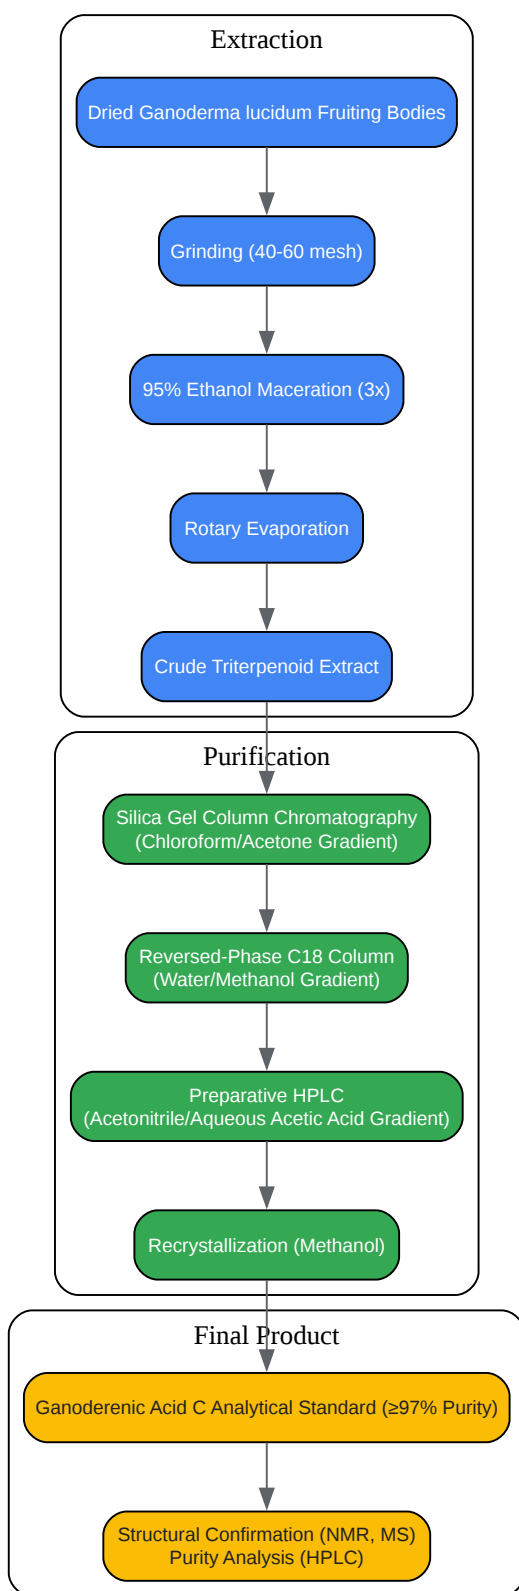 Extraction
Dried Ganoderma lucidum Fruiting Bodies
Grinding (40-60 mesh)
95% Ethanol Maceration (3x)
Rotary Evaporation
Crude Triterpenoid Extract
Purification
Silica Gel Column Chromatography
(Chloroform/Acetone Gradient)
Reversed-Phase C18 Column
(Water/Methanol Gradient)
Preparative HPLC
(Acetonitrile/Aqueous Acetic Acid Gradient)
Recrystallization (Methanol)
Final Product
Ganoderenic Acid C Analytical Standard (≥97% Purity)
Structural Confirmation (NMR, MS)
Purity Analysis (HPLC)